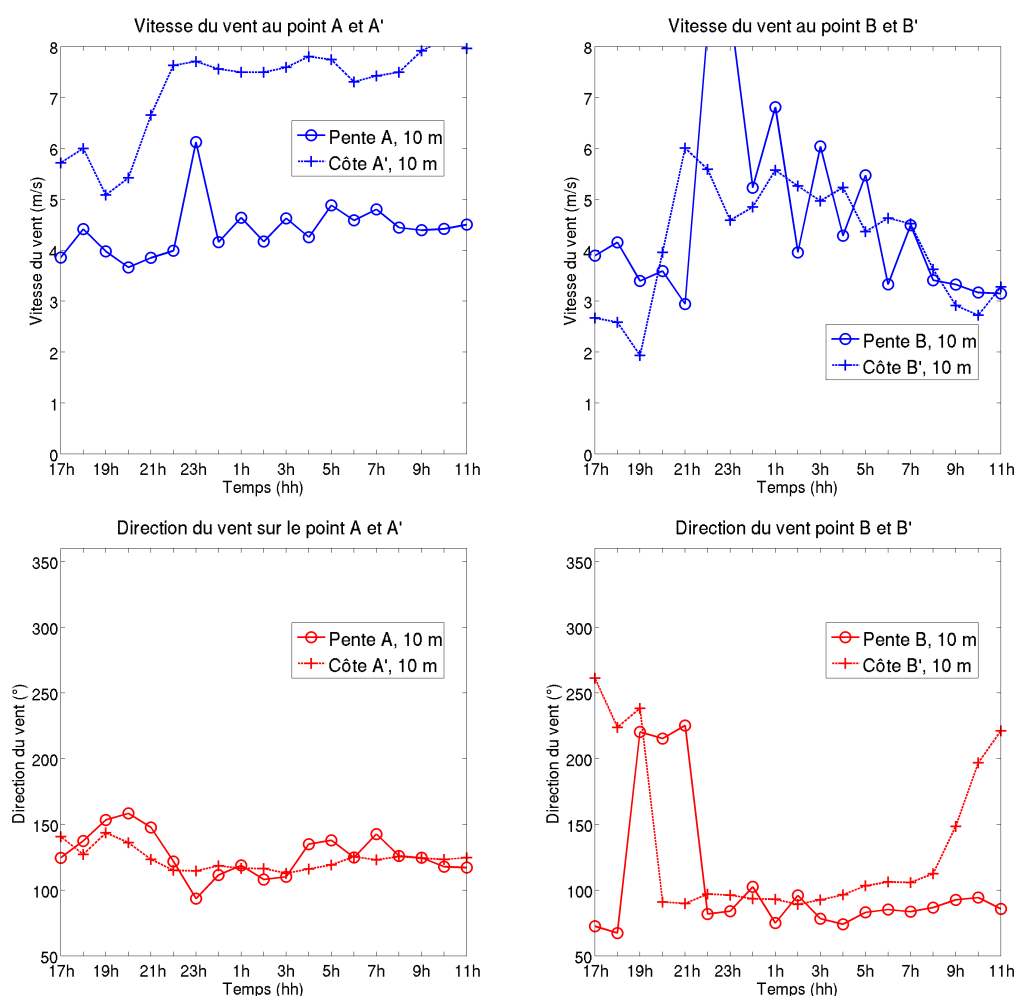 Vitesse du vent au point A et A'
8
7
6
5
4
3
2
1
0
Vitesse du vent (m/s)
Pente A, 10 m
Côte A', 10 m
17h 19h 21h 23h 1h 3h 5h 7h 9h 11h
Temps (hh)
Vitesse du vent au point B et B'
8
7
6
5
4
3
2
1
0
Vitesse du vent (m/s)
Pente B, 10 m
Côte B', 10 m
17h 19h 21h 23h 1h 3h 5h 7h 9h 11h
Temps (hh)
Direction du vent sur le point A et A'
350
300
250
200
150
100
50
Direction du vent (°)
Pente A, 10 m
Côte A', 10 m
17h 19h 21h 23h 1h 3h 5h 7h 9h 11h
Temps (hh)
Direction du vent point B et B'
350
300
250
200
150
100
50
Direction du vent (°)
Pente B, 10 m
Côte B', 10 m
17h 19h 21h 23h 1h 3h 5h 7h 9h 11h
Temps (hh)